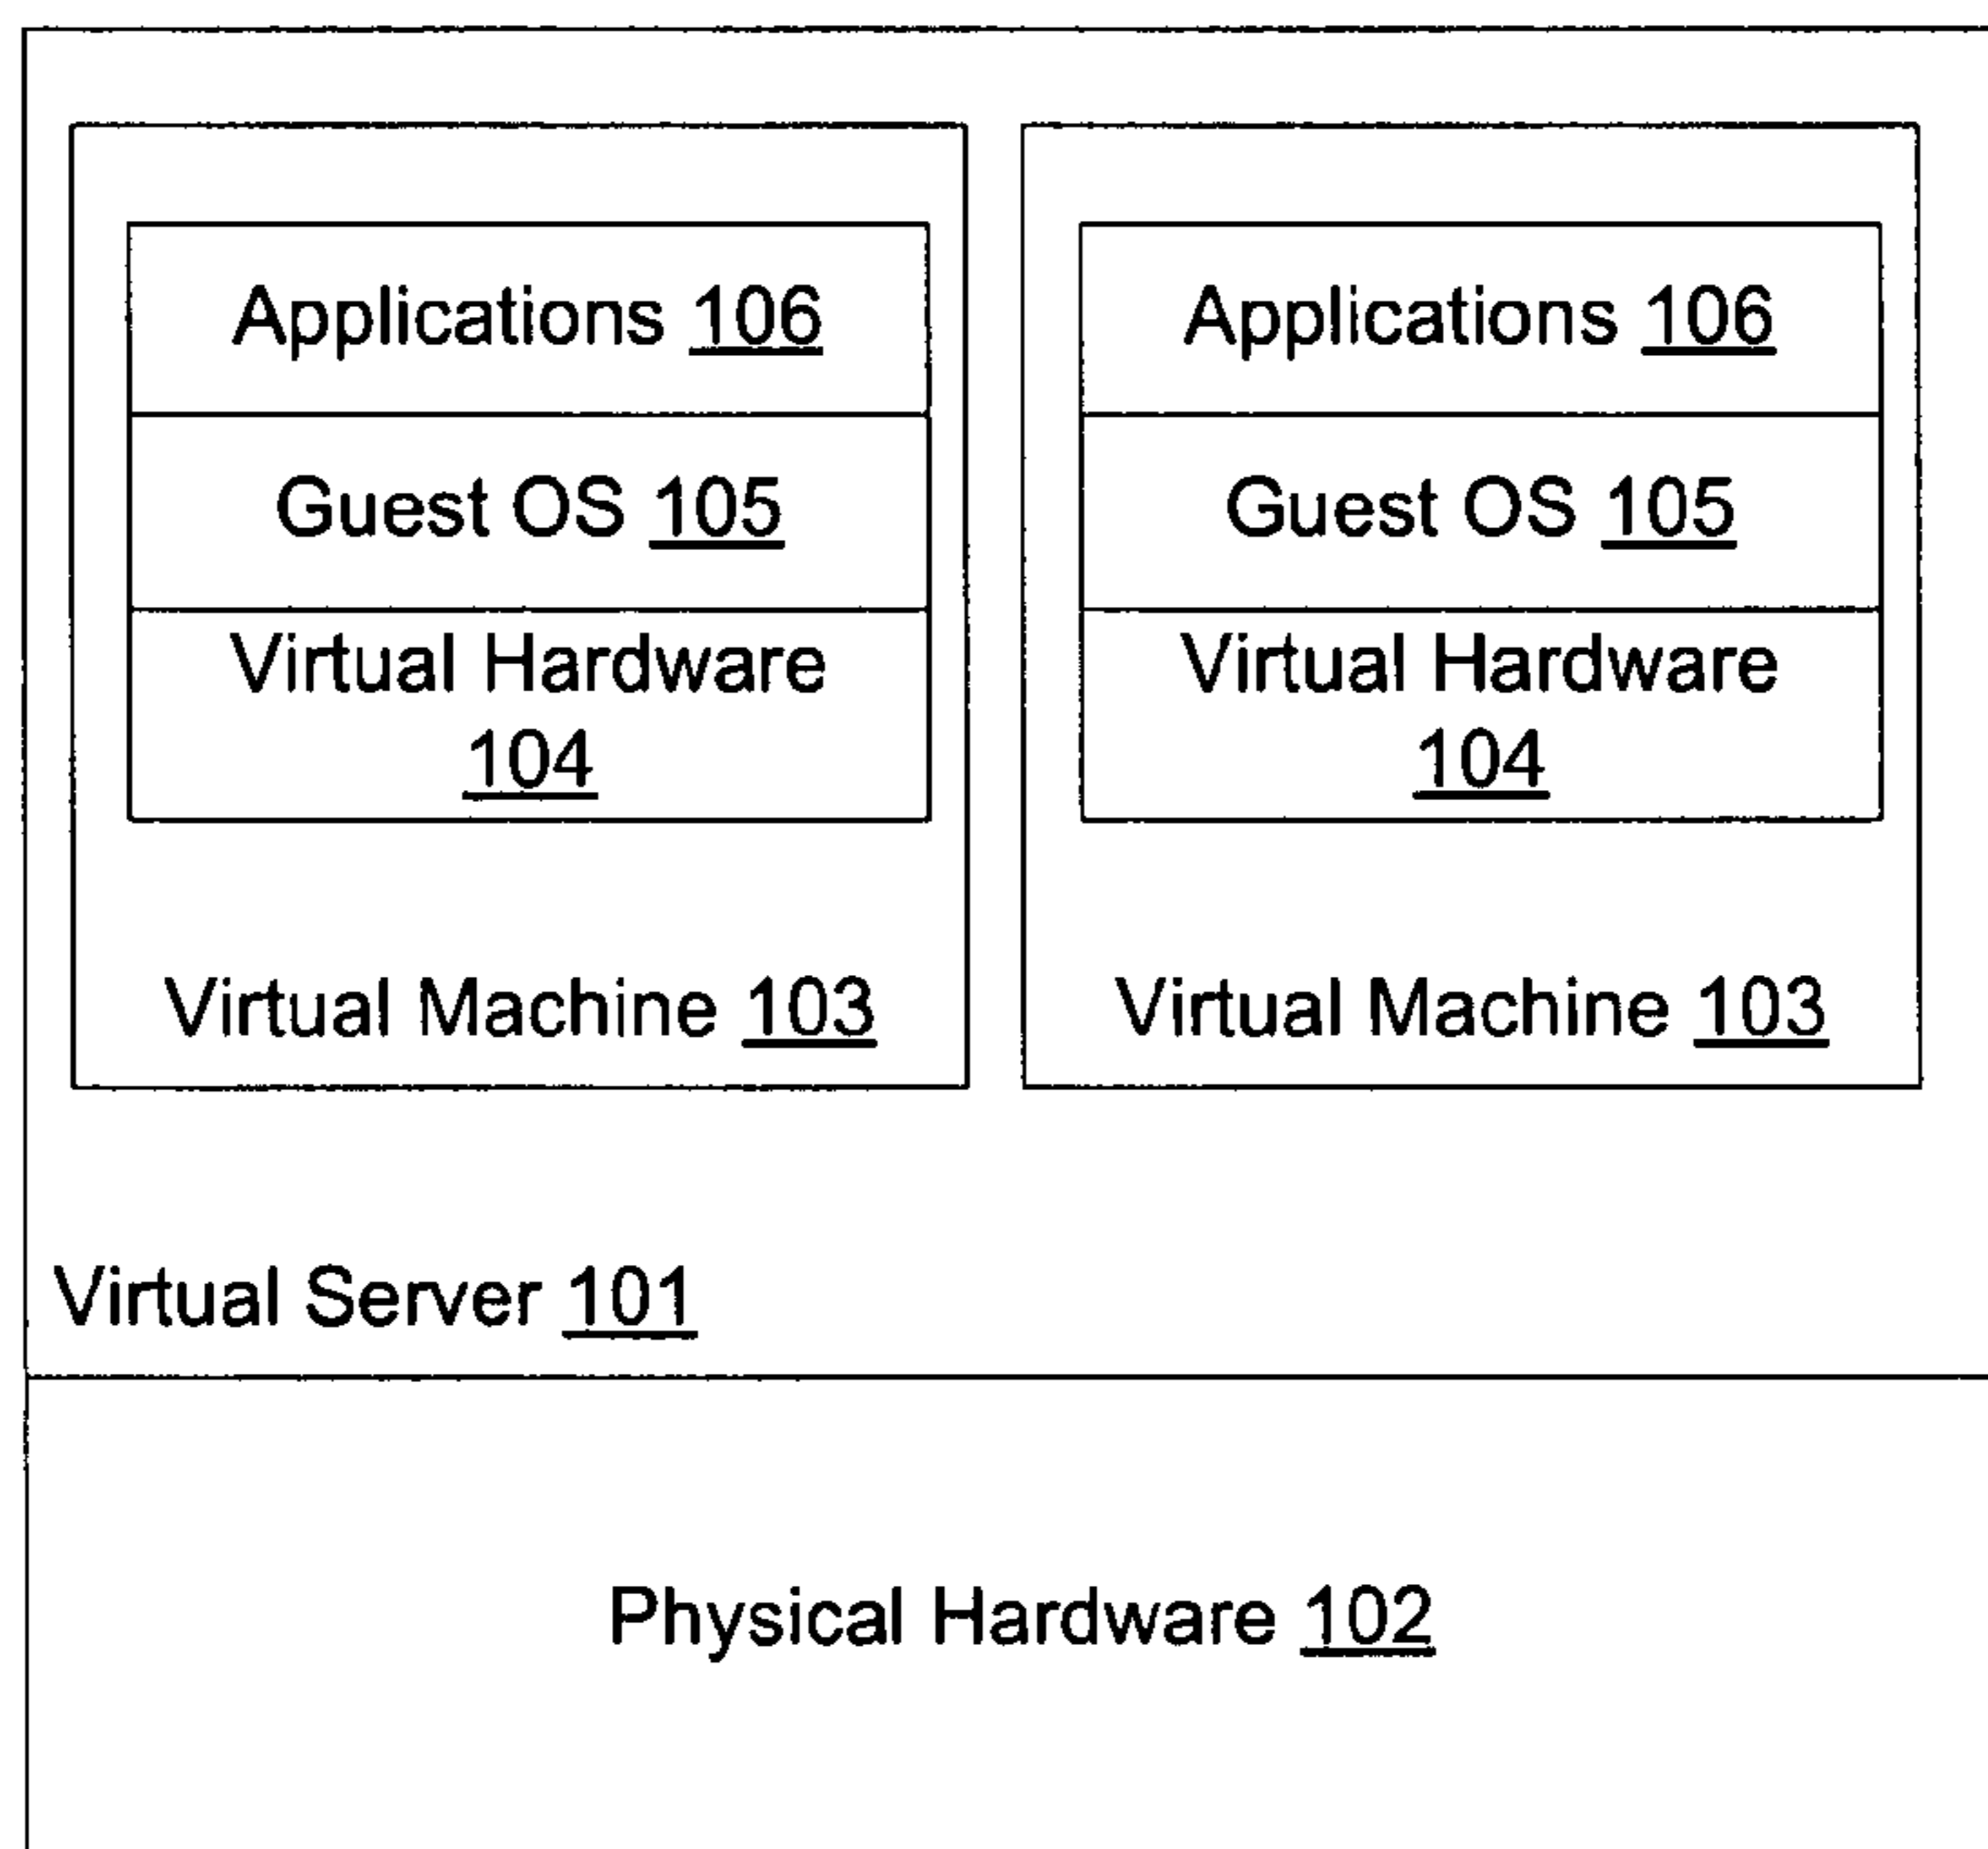 Applications 106
Guest OS 105
Virtual Hardware
104
Virtual Machine 103
Applications 106
Guest OS 105
Virtual Hardware
104
Virtual Machine 103
Virtual Server 101
Physical Hardware 102